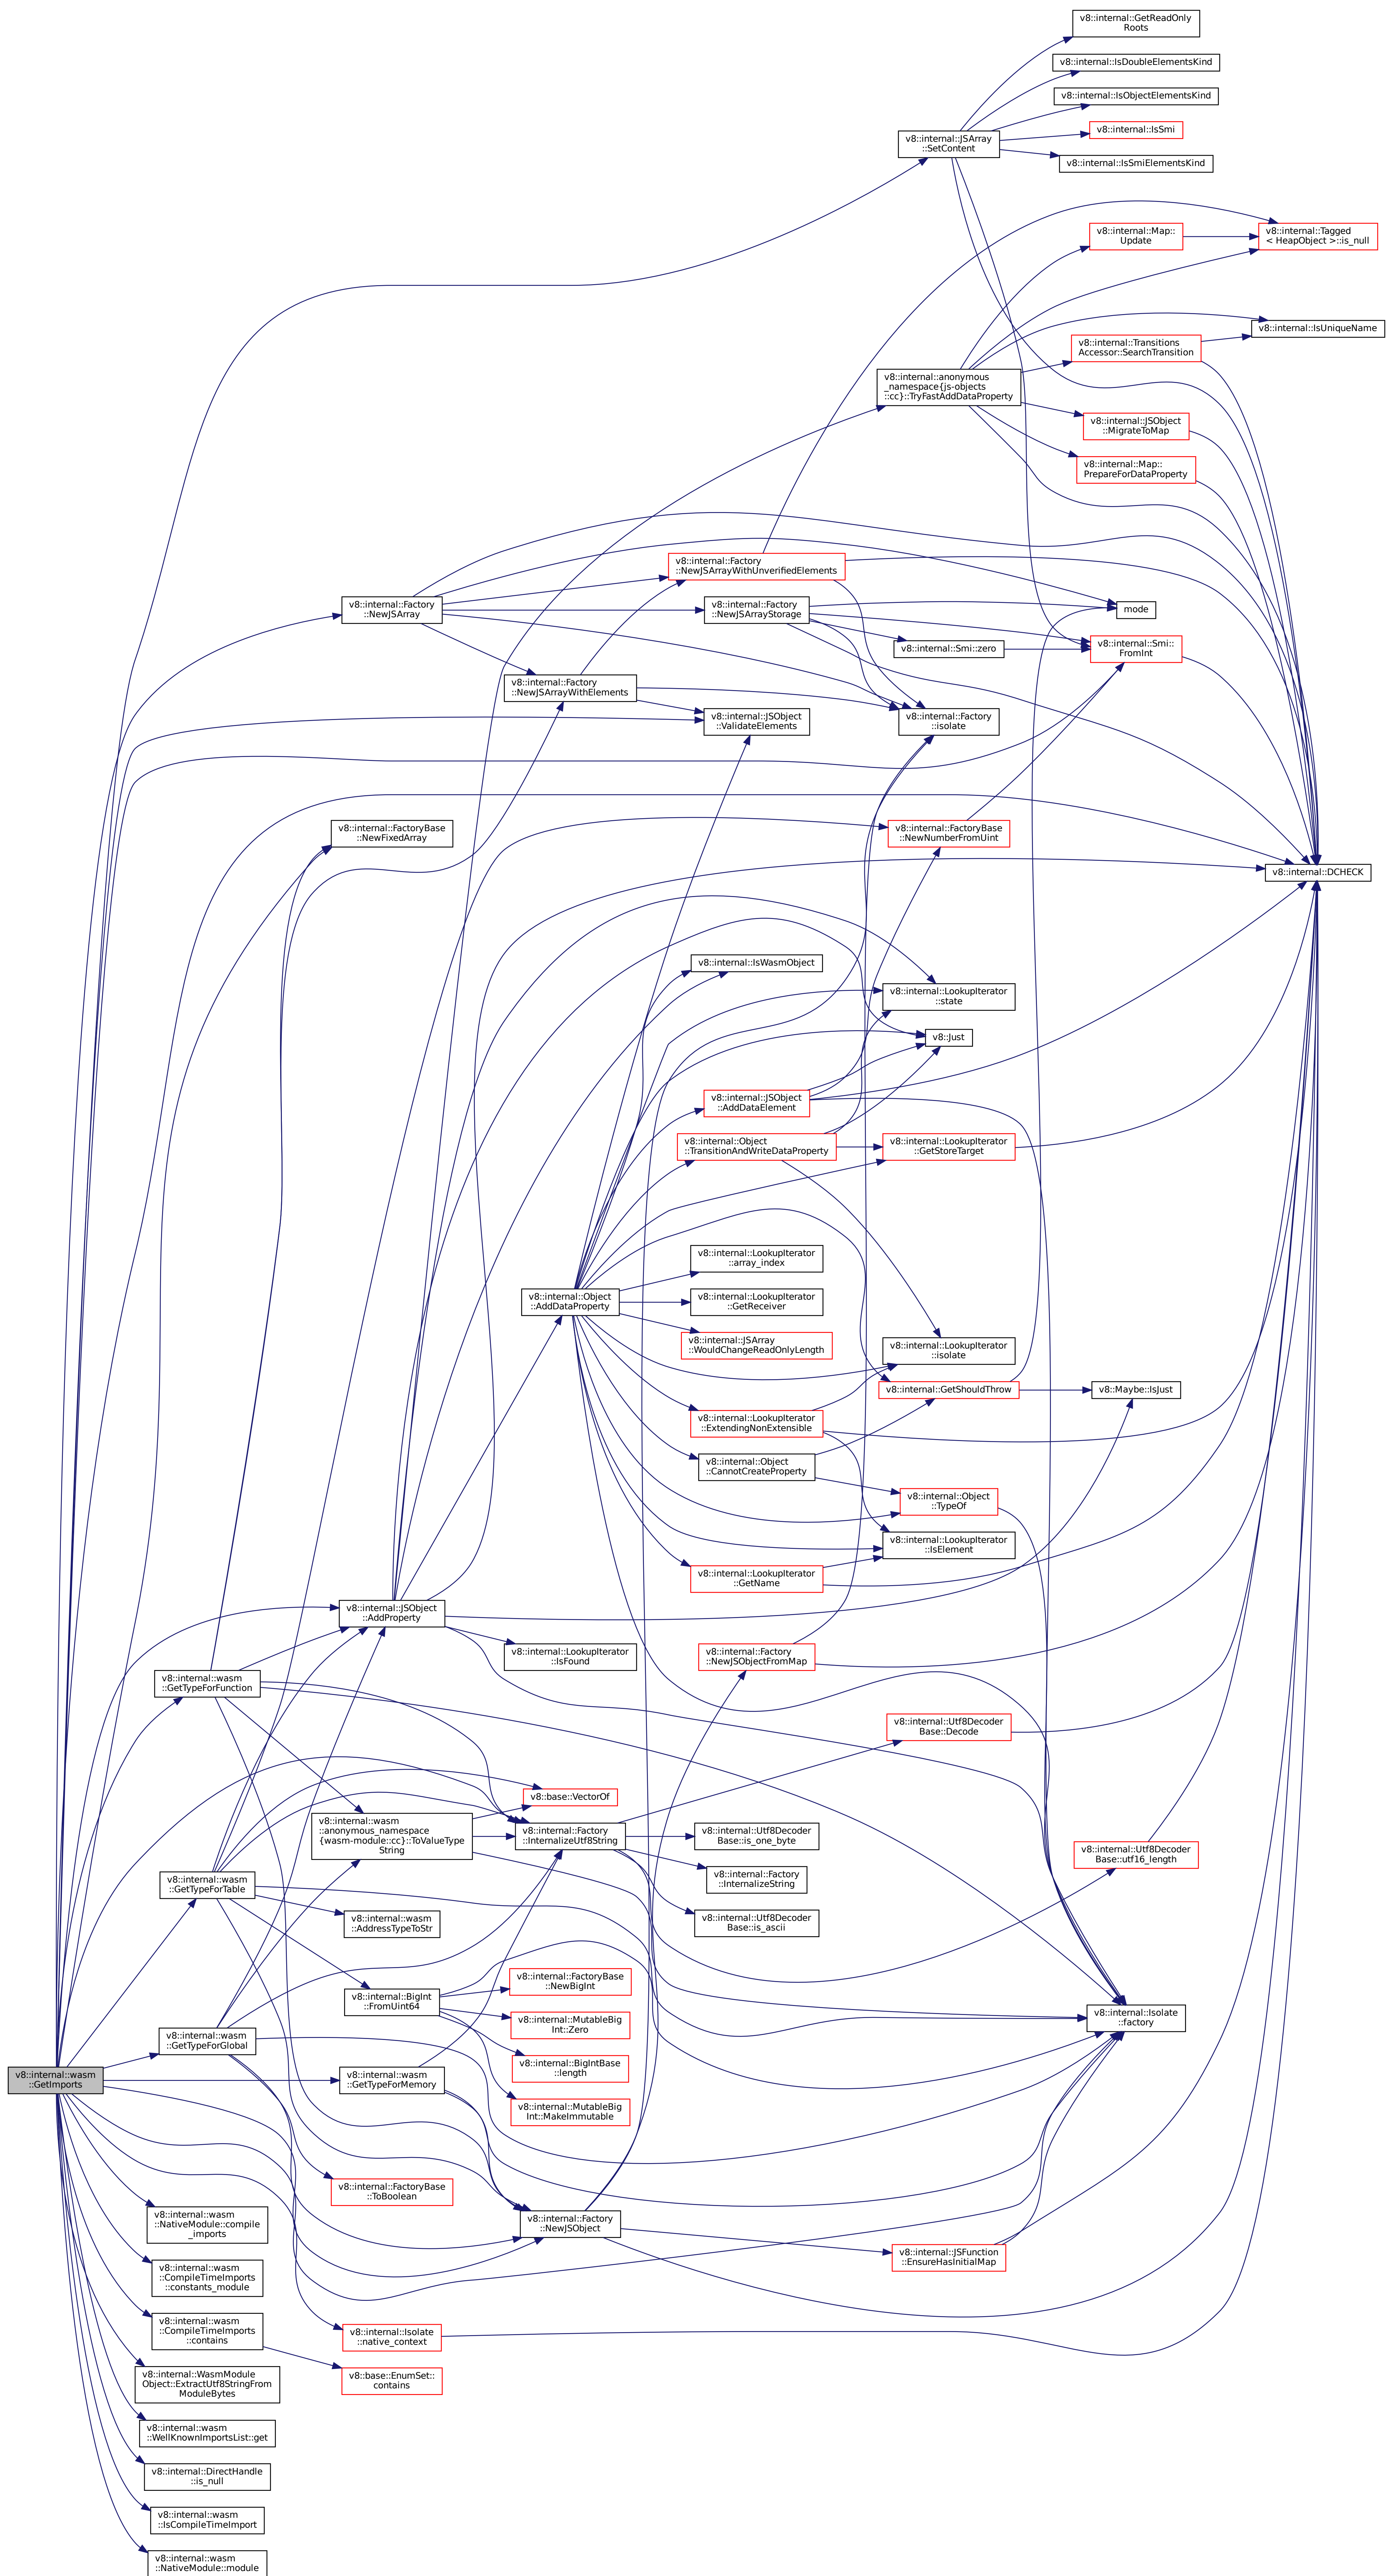 v8::internal::GetReadOnly
Roots
v8::internal::IsDoubleElementsKind
v8::internal::IsObjectElementsKind
v8::internal::JSArray
::SetContent
v8::internal::IsSmi
v8::internal::IsSmiElementsKind
v8::internal::Map::
Update
v8::internal::Tagged
< HeapObject >::is_null
v8::internal::IsUniqueName
v8::internal::Transitions
Accessor::SearchTransition
v8::internal::anonymous
_namespace{js-objects
::cc}::TryFastAddDataProperty
v8::internal::JSObject
::MigrateToMap
v8::internal::Map::
PrepareForDataProperty
v8::internal::Factory
::NewJSArrayWithUnverifiedElements
v8::internal::Factory
::NewJSArray
v8::internal::Factory
::NewJSArrayStorage
mode
v8::internal::Smi::zero
v8::internal::Smi::
FromInt
v8::internal::Factory
::NewJSArrayWithElements
v8::internal::JSObject
::ValidateElements
v8::internal::Factory
::isolate
v8::internal::FactoryBase
::NewFixedArray
v8::internal::FactoryBase
::NewNumberFromUint
v8::internal::DCHECK
v8::internal::IsWasmObject
v8::internal::LookupIterator
::state
v8::Just
v8::internal::JSObject
::AddDataElement
v8::internal::Object
::TransitionAndWriteDataProperty
v8::internal::LookupIterator
::GetStoreTarget
v8::internal::LookupIterator
::array_index
v8::internal::Object
::AddDataProperty
v8::internal::LookupIterator
::GetReceiver
v8::internal::JSArray
::WouldChangeReadOnlyLength
v8::internal::LookupIterator
::isolate
v8::internal::GetShouldThrow
v8::Maybe::IsJust
v8::internal::LookupIterator
::ExtendingNonExtensible
v8::internal::Object
::CannotCreateProperty
v8::internal::Object
::TypeOf
v8::internal::LookupIterator
::IsElement
v8::internal::LookupIterator
::GetName
v8::internal::JSObject
::AddProperty
v8::internal::LookupIterator
::IsFound
v8::internal::Factory
::NewJSObjectFromMap
v8::internal::wasm
::GetTypeForFunction
v8::internal::Utf8Decoder
Base::Decode
v8::base::VectorOf
v8::internal::wasm
::anonymous_namespace
{wasm-module::cc}::ToValueType
String
v8::internal::Factory
::InternalizeUtf8String
v8::internal::Utf8Decoder
Base::is_one_byte
v8::internal::Utf8Decoder
Base::utf16_length
v8::internal::Factory
::InternalizeString
v8::internal::wasm
::GetTypeForTable
v8::internal::wasm
::AddressTypeToStr
v8::internal::Utf8Decoder
Base::is_ascii
v8::internal::FactoryBase
::NewBigInt
v8::internal::BigInt
::FromUint64
v8::internal::MutableBig
Int::Zero
v8::internal::Isolate
::factory
v8::internal::wasm
::GetTypeForGlobal
v8::internal::BigIntBase
::length
v8::internal::wasm
::GetImports
v8::internal::wasm
::GetTypeForMemory
v8::internal::MutableBig
Int::MakeImmutable
v8::internal::FactoryBase
::ToBoolean
v8::internal::wasm
::NativeModule::compile
_imports
v8::internal::Factory
::NewJSObject
v8::internal::JSFunction
::EnsureHasInitialMap
v8::internal::wasm
::CompileTimeImports
::constants_module
v8::internal::wasm
::CompileTimeImports
::contains
v8::internal::Isolate
::native_context
v8::base::EnumSet::
contains
v8::internal::WasmModule
Object::ExtractUtf8StringFrom
ModuleBytes
v8::internal::wasm
::WellKnownImportsList::get
v8::internal::DirectHandle
::is_null
v8::internal::wasm
::IsCompileTimeImport
v8::internal::wasm
::NativeModule::module